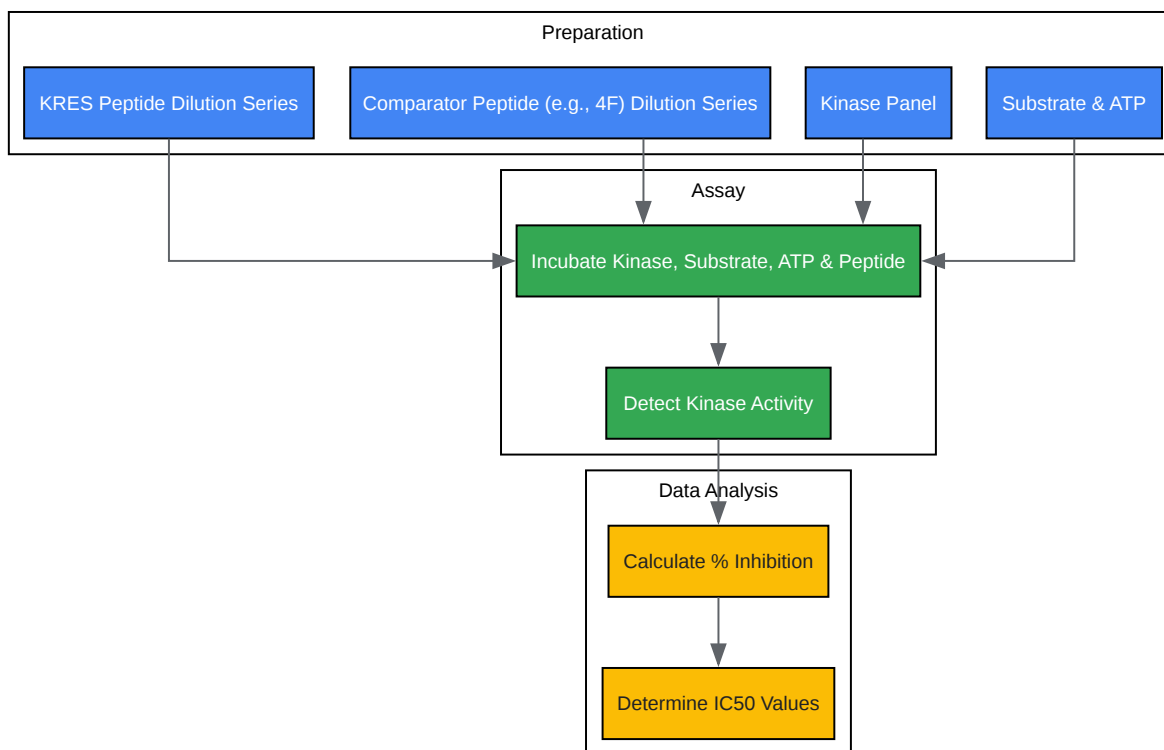 Preparation
KRES Peptide Dilution Series
Comparator Peptide (e.g., 4F) Dilution Series
Kinase Panel
Substrate & ATP
Assay
Incubate Kinase, Substrate, ATP & Peptide
Detect Kinase Activity
Data Analysis
Calculate % Inhibition
Determine IC50 Values